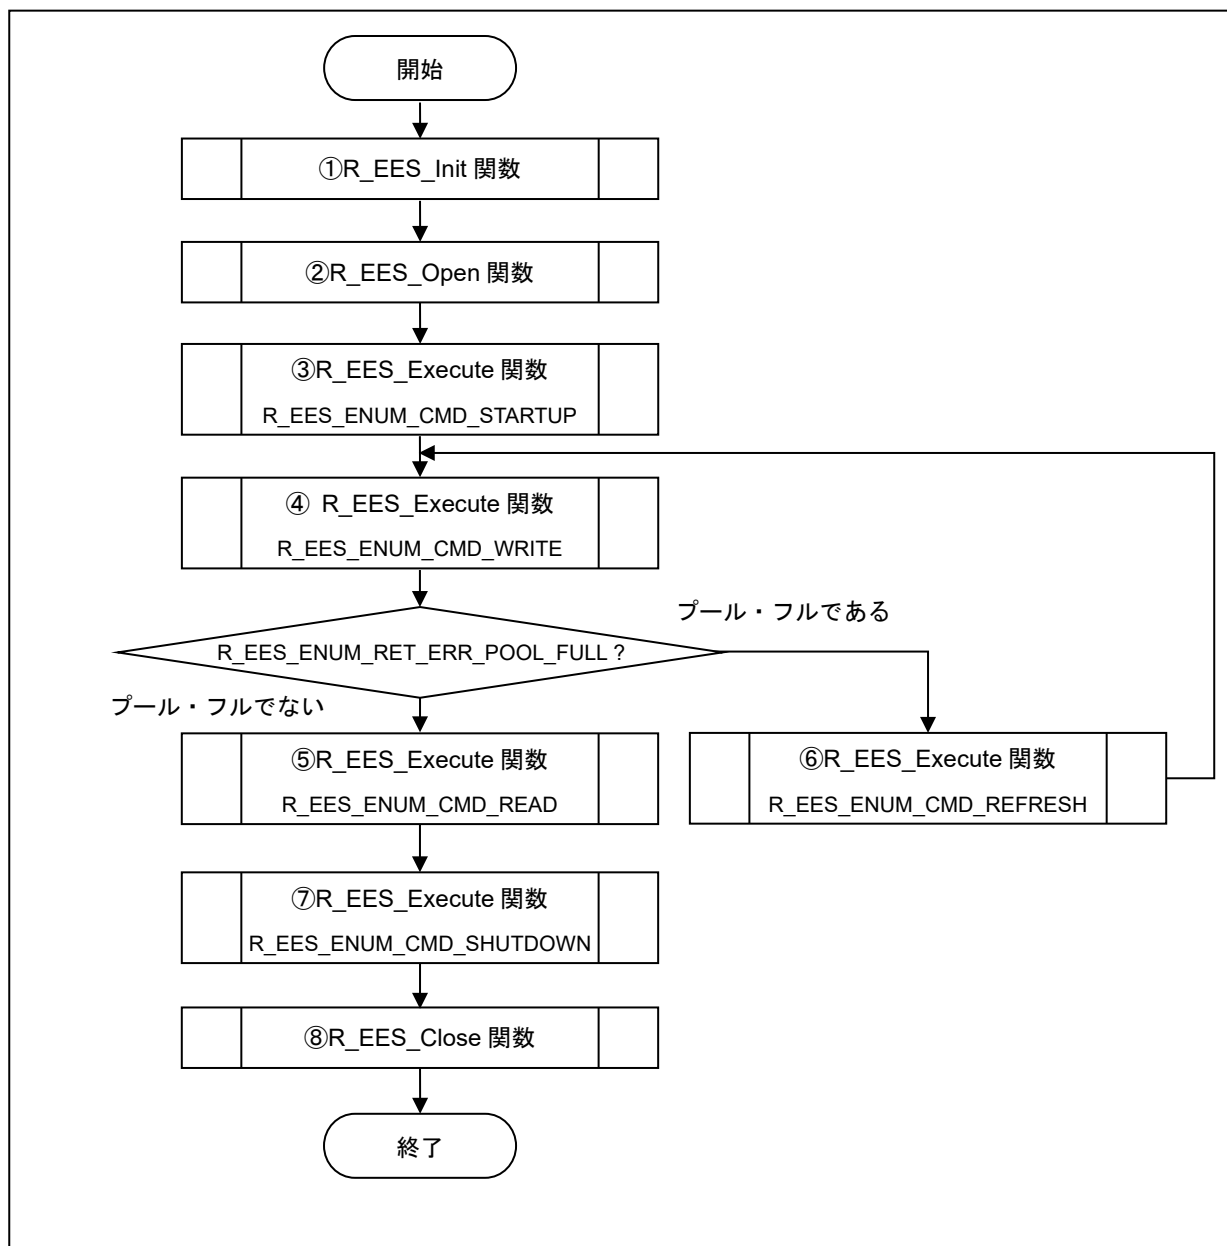 開始
①R_EES_Init 関数
②R_EES_Open 関数
③R_EES_Execute 関数
R_EES_ENUM_CMD_STARTUP
④ R_EES_Execute 関数
R_EES_ENUM_CMD_WRITE
プール・フルである
R_EES_ENUM_RET_ERR_POOL_FULL ?
プール・フルでない
⑤R_EES_Execute 関数
R_EES_ENUM_CMD_READ
⑥R_EES_Execute 関数
R_EES_ENUM_CMD_REFRESH
⑦R_EES_Execute 関数
R_EES_ENUM_CMD_SHUTDOWN
⑧R_EES_Close 関数
終了